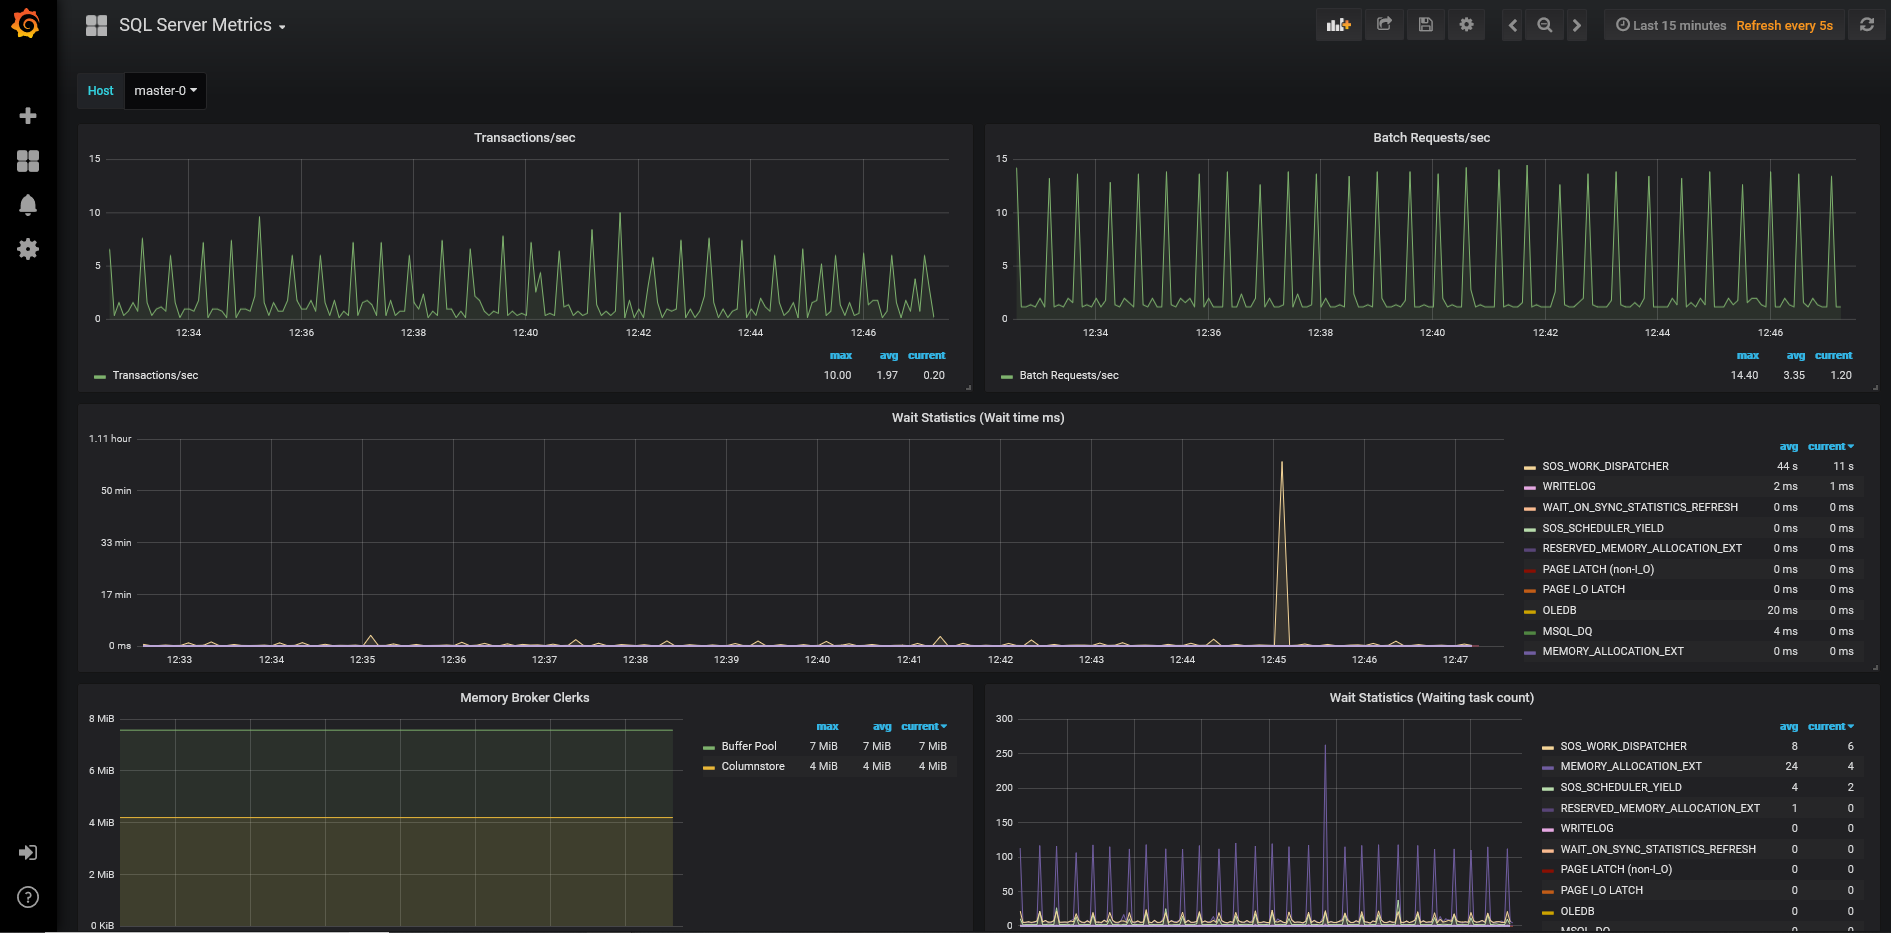 SQL Server Metrics
Last 15 minutes Refresh every 5s
Host master-0
Transactions/sec
15
10
5
0
12:34 12:36 12:38 12:40 12:42 12:44 12:46
max avg current
Transactions/sec 10.00 1.97 0.20
Batch Requests/sec
15
10
5
0
12:34 12:36 12:38 12:40 12:42 12:44 12:46
max avg current
Batch Requests/sec 14.40 3.35 1.20
Wait Statistics (Wait time ms)
1.11 hour
50 min
33 min
17 min
0 ms
12:33 12:34 12:35 12:36 12:37 12:38 12:39 12:40 12:41 12:42 12:43 12:44 12:45 12:46 12:47
avg current
SOS_WORK_DISPATCHER 44 s 11 s
WRITELOG 2 ms 1 ms
WAIT_ON_SYNC_STATISTICS_REFRESH 0 ms 0 ms
SOS_SCHEDULER_YIELD 0 ms 0 ms
RESERVED_MEMORY_ALLOCATION_EXT 0 ms 0 ms
PAGE LATCH (non-I_O) 0 ms 0 ms
PAGE I_O LATCH 0 ms 0 ms
OLEDB 20 ms 0 ms
MSQL_DQ 4 ms 0 ms
MEMORY_ALLOCATION_EXT 0 ms 0 ms
Memory Broker Clerks
8 MiB
6 MiB
4 MiB
2 MiB
0 KiB
max avg current
Buffer Pool 7 MiB 7 MiB 7 MiB
Columnstore 4 MiB 4 MiB 4 MiB
Wait Statistics (Waiting task count)
300
250
200
150
100
50
0
avg current
SOS_WORK_DISPATCHER 8 6
MEMORY_ALLOCATION_EXT 24 4
SOS_SCHEDULER_YIELD 4 2
RESERVED_MEMORY_ALLOCATION_EXT 1 0
WRITELOG 0 0
WAIT_ON_SYNC_STATISTICS_REFRESH 0 0
PAGE LATCH (non-I_O) 0 0
PAGE I_O LATCH 0 0
OLEDB 0 0
MSQL_DQ 0 0